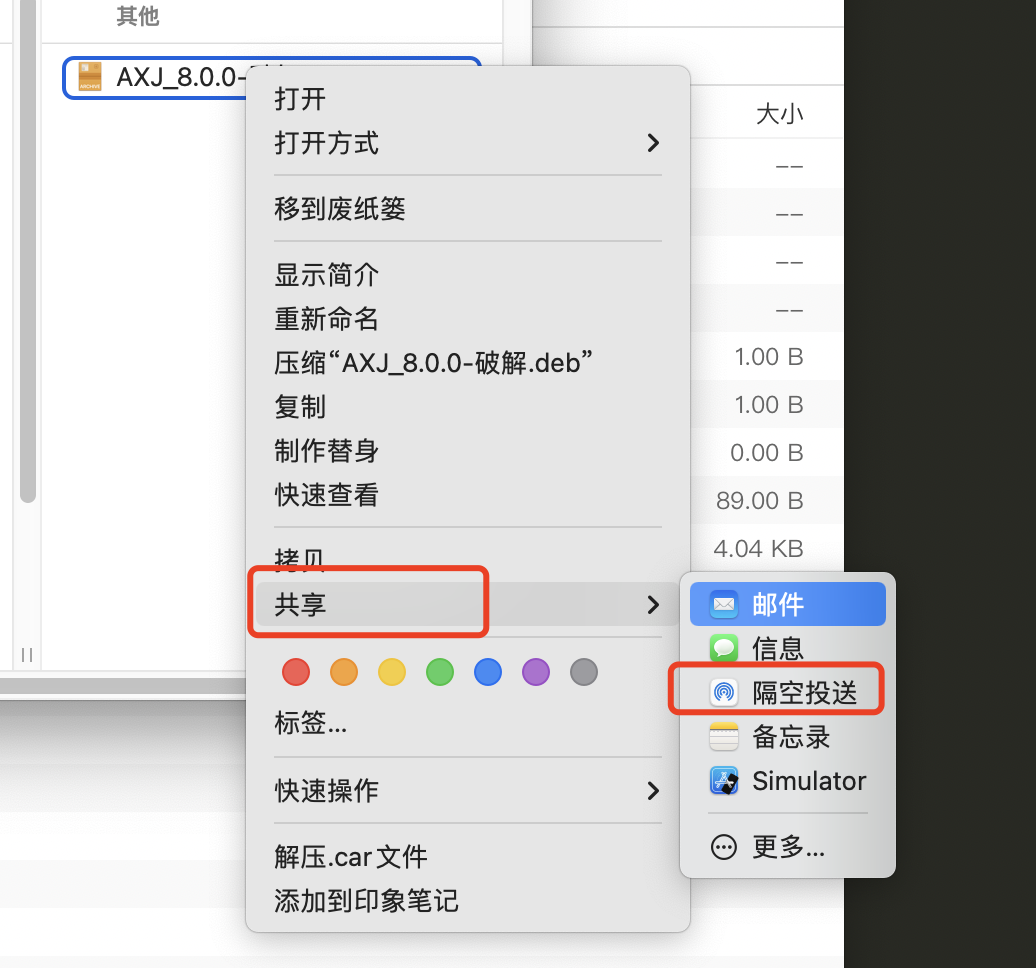 其他
AXJ_8.0.0-
大小
--
--
--
--
1.00 B
1.00 B
0.00 B
89.00 B
4.04 KB
打开
打开方式
移到废纸篓
显示简介
重新命名
压缩“AXJ_8.0.0-破解.deb”
复制
制作替身
快速查看
拷贝
共享
标签...
快速操作
解压.car文件
添加到印象笔记
邮件
信息
隔空投送
备忘录
Simulator
更多...